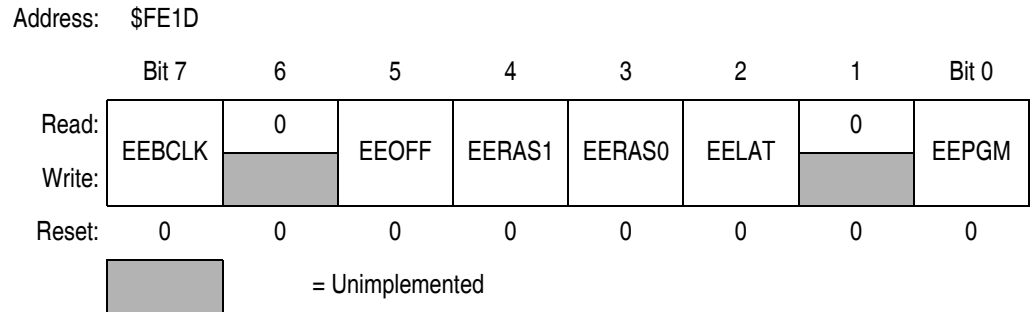 Address: $FE1D
Bit 7 6 5 4 3 2 1 Bit 0
Read: 0 0
EEBCLK EEOFF EERAS1 EERAS0 EELAT EEPGM
Write:
Reset: 0 0 0 0 0 0 0 0
= Unimplemented